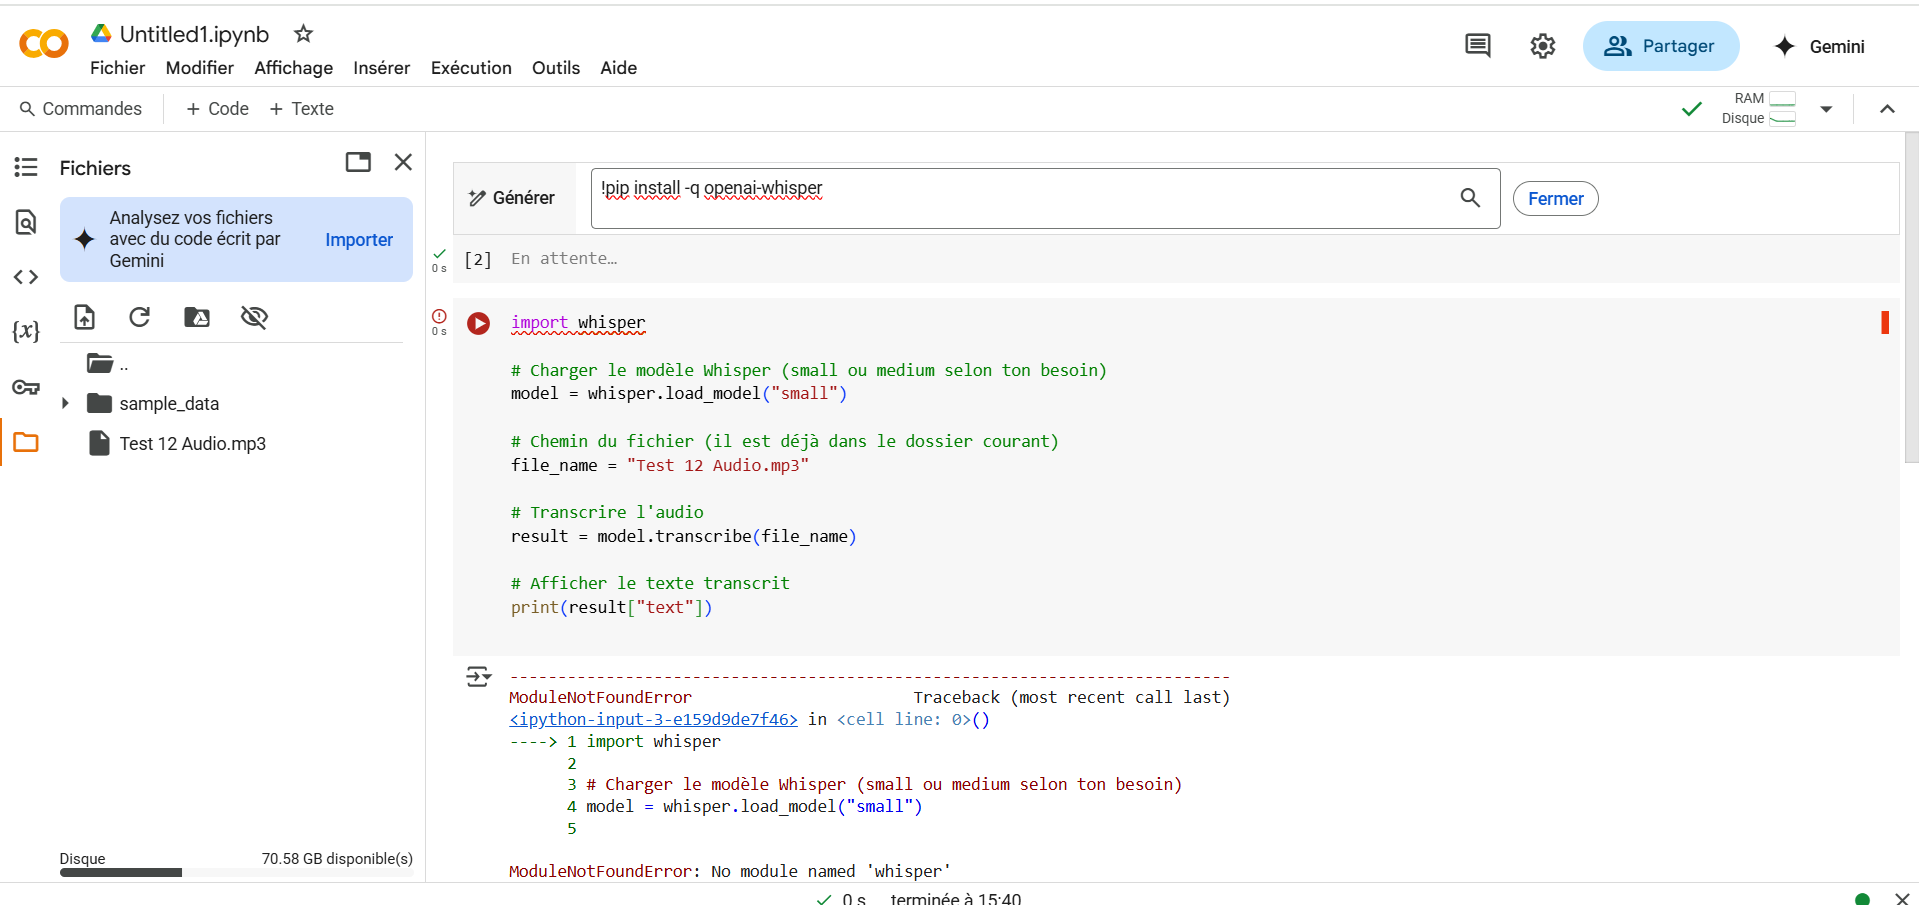 Untitled1.ipynb
Fichier Modifier Affichage Insérer Exécution Outils Aide
Partager
Gemini
Commandes + Code + Texte
RAM
Disque
Fichiers
Analysez vos fichiers
avec du code écrit par
Gemini
Importer
{x}
..
sample_data
Test 12 Audio.mp3
Disque 70.58 GB disponible(s)
Générer
!pip install -q openai-whisper
Fermer
0 s
[2] En attente…
0 s
import whisper
# Charger le modèle Whisper (small ou medium selon ton besoin)
model = whisper.load_model("small")
# Chemin du fichier (il est déjà dans le dossier courant)
file_name = "Test 12 Audio.mp3"
# Transcrire l'audio
result = model.transcribe(file_name)
# Afficher le texte transcrit
print(result["text"])
---------------------------------------------------------------------------
ModuleNotFoundError Traceback (most recent call last)
<ipython-input-3-e159d9de7f46> in <cell line: 0>()
----> 1 import whisper
2
3 # Charger le modèle Whisper (small ou medium selon ton besoin)
4 model = whisper.load_model("small")
5
ModuleNotFoundError: No module named 'whisper'
0 s terminée à 15:40